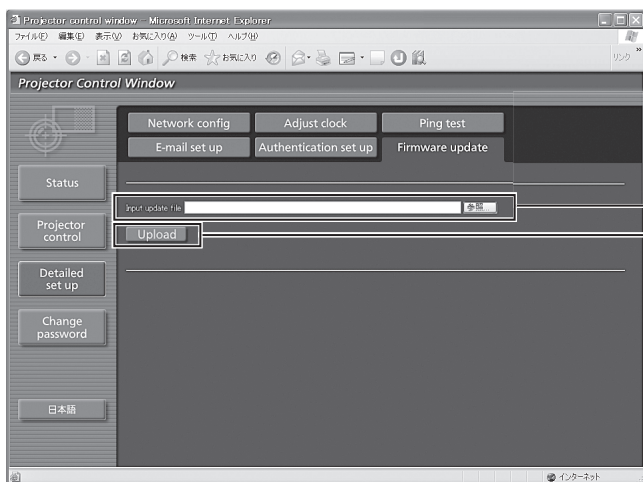 Projector control window - Microsoft Internet Explorer
ファイル(F) 編集(E) 表示(V) お気に入り(A) ツール(T) ヘルプ(H)
戻る 検索 お気に入り リンク »
Projector Control Window
Network config Adjust clock Ping test
E-mail set up Authentication set up Firmware update
Status
Input update file 参照...
Projector control
Upload
Detailed set up
Change password
日本語
インターネット